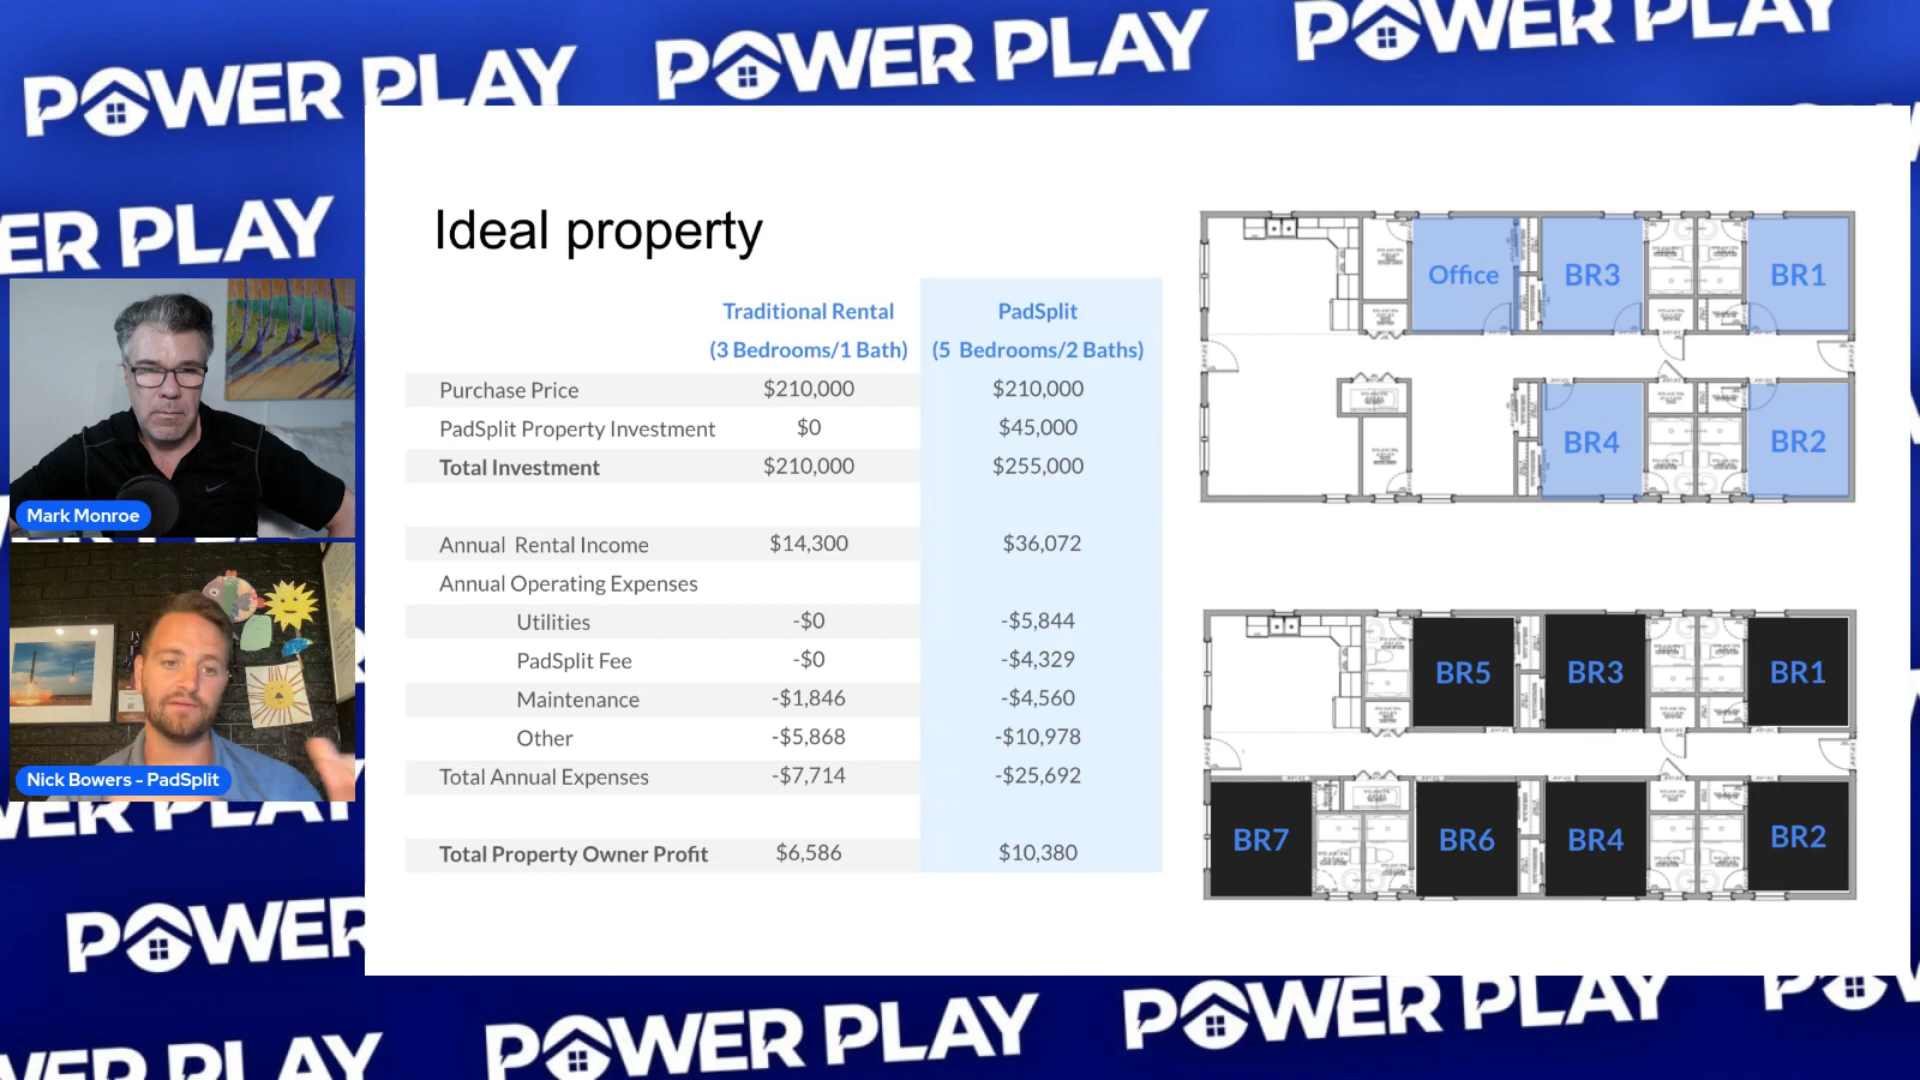 POWER PLAY
POWER PLAY
POWER PLAY
ER PLAY
Mark Monroe
Nick Bowers - PadSplit
Ideal property
Traditional Rental PadSplit
(3 Bedrooms/1 Bath) (5 Bedrooms/2 Baths)
Purchase Price $210,000 $210,000
PadSplit Property Investment $0 $45,000
Total Investment $210,000 $255,000
Annual Rental Income $14,300 $36,072
Annual Operating Expenses
Utilities -$0 -$5,844
PadSplit Fee -$0 -$4,329
Maintenance -$1,846 -$4,560
Other -$5,868 -$10,978
Total Annual Expenses -$7,714 -$25,692
Total Property Owner Profit $6,586 $10,380
Office BR3 BR1
BR4 BR2
BR5 BR3 BR1
BR7 BR6 BR4 BR2
WER PLAY
POWER
POWER PLAY
POWER PLAY
POW
WER PLAY